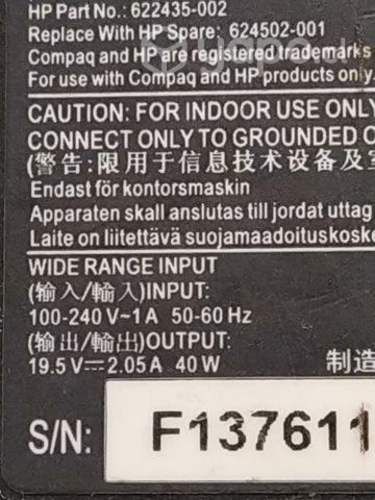 HP Part No.: 622435-002
Replace With HP Spare: 624502-001
Compaq and HP are registered trademarks
For use with Compaq and HP products only.
CAUTION: FOR INDOOR USE ONLY
CONNECT ONLY TO GROUNDED
(警告:限用于信息技术设备及室
Endast för kontorsmaskin
Apparaten skall anslutas till jordat uttag
Laite on liitettävä suojamaadoituskoske
WIDE RANGE INPUT
(输入/輸入)INPUT:
100-240 V~1 A 50-60 Hz
(输出/輸出)OUTPUT:
19.5 V⎓2.05 A 40 W 制造
S/N: F137611